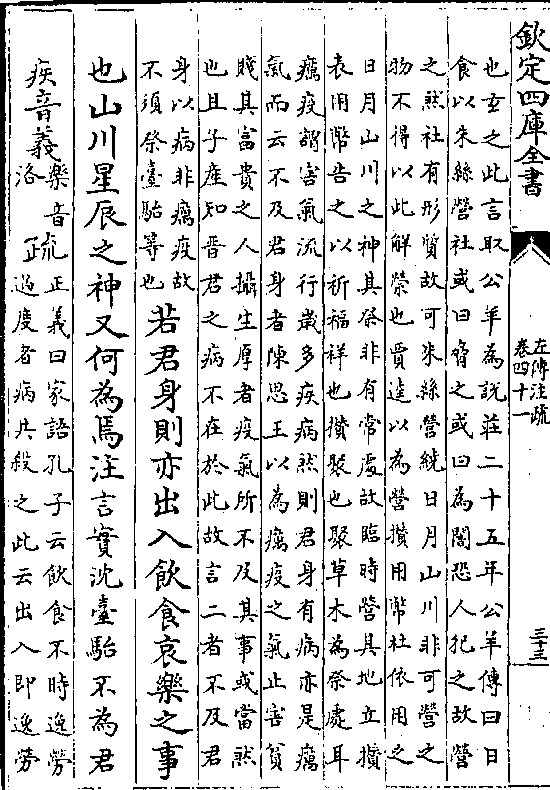 欽定四庫全書
左傳注疏
卷四十一
三十三
也玄之此言取公羊為說莊二十五年公羊傳曰日
食以朱絲營社或曰脅之或曰為闇恐人犯之故營
之然社有形質故可朱絲營繞日月山川非可營之
物不得以此解禜也賈逵以為營攢用幣杜依用之
日月山川之神其祭非有常處故臨時營其地立攢
表用幣告之以祈福祥也攢聚也聚草木為祭處耳
癘疫謂害氣流行歲多疾病然則君身有病亦是癘
氣而云不及君身者陳思王以為癘疫之氣止害貧
賤其富貴之人攝生厚者疫氣所不及其事或當然
也且子產知晉君之病不在於此故言二者不及君
身以病非癘疫故
不須祭臺駘等也
若君身則亦出入飲食哀樂之事
也山川星辰之神又何為焉注言實沈臺駘不為君
疾音義
樂音
洛
疏
正義曰家語孔子云飲食不時逸勞
過度者病共殺之此云出入即逸勞